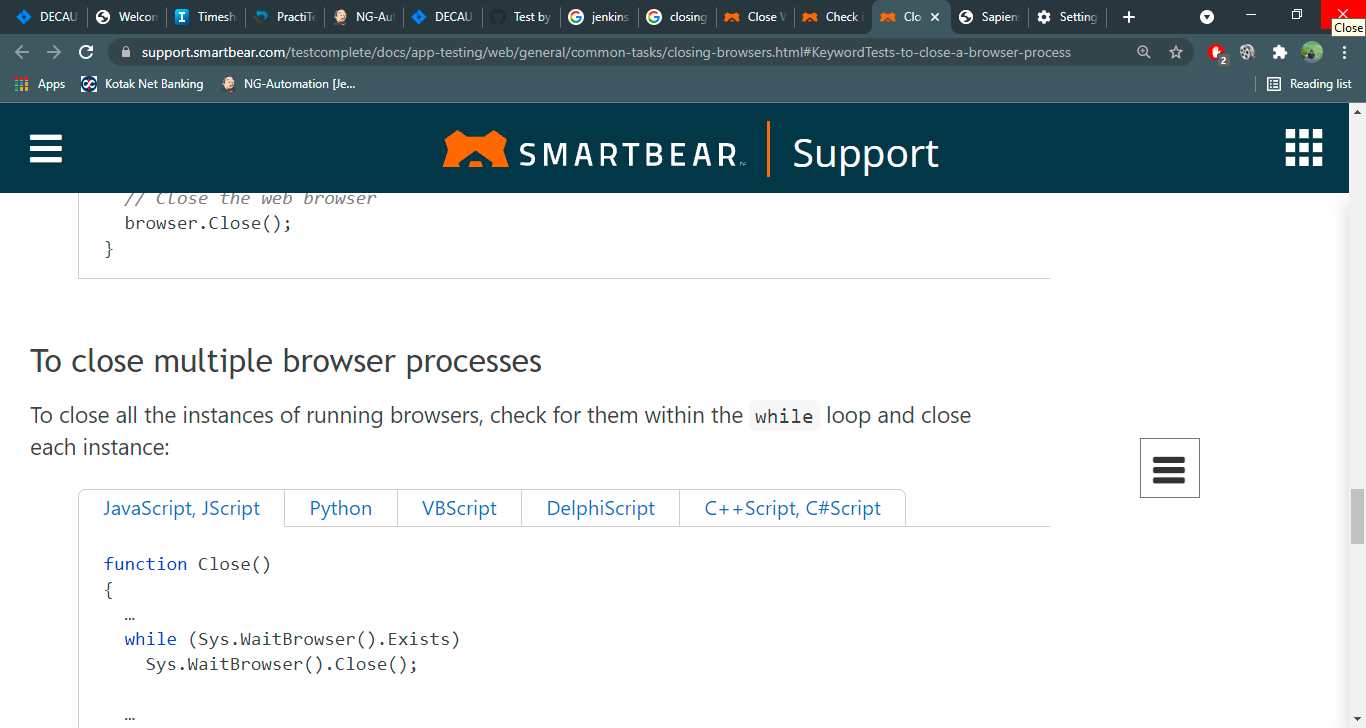 DECAU Welcon Timesh PractiTe NG-Aut DECAU Test by jenkins closing Close W Check i Clo Sapien Setting
Close
support.smartbear.com/testcomplete/docs/app-testing/web/general/common-tasks/closing-browsers.html#KeywordTests-to-close-a-browser-process
2
Apps Kotak Net Banking NG-Automation [Je... Reading list
SMARTBEAR Support
// Close the web browser
browser.Close();
}
To close multiple browser processes
To close all the instances of running browsers, check for them within the while loop and close
each instance:
JavaScript, JScript Python VBScript DelphiScript C++Script, C#Script
function Close()
{
…
while (Sys.WaitBrowser().Exists)
Sys.WaitBrowser().Close();
…